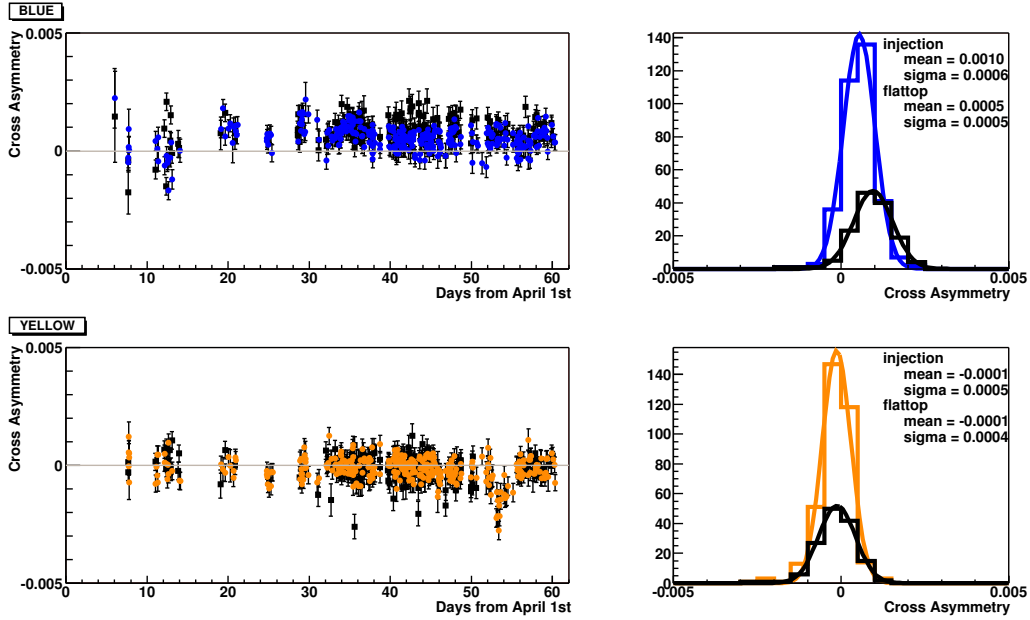 BLUE
0.005
0
-0.005
Cross Asymmetry
0 10 20 30 40 50 60
Days from April 1st
140
120
100
80
60
40
20
0
-0.005 0 0.005
Cross Asymmetry
injection
mean = 0.0010
sigma = 0.0006
flattop
mean = 0.0005
sigma = 0.0005
YELLOW
0.005
0
-0.005
Cross Asymmetry
0 10 20 30 40 50 60
Days from April 1st
140
120
100
80
60
40
20
0
-0.005 0 0.005
Cross Asymmetry
injection
mean = -0.0001
sigma = 0.0005
flattop
mean = -0.0001
sigma = 0.0004